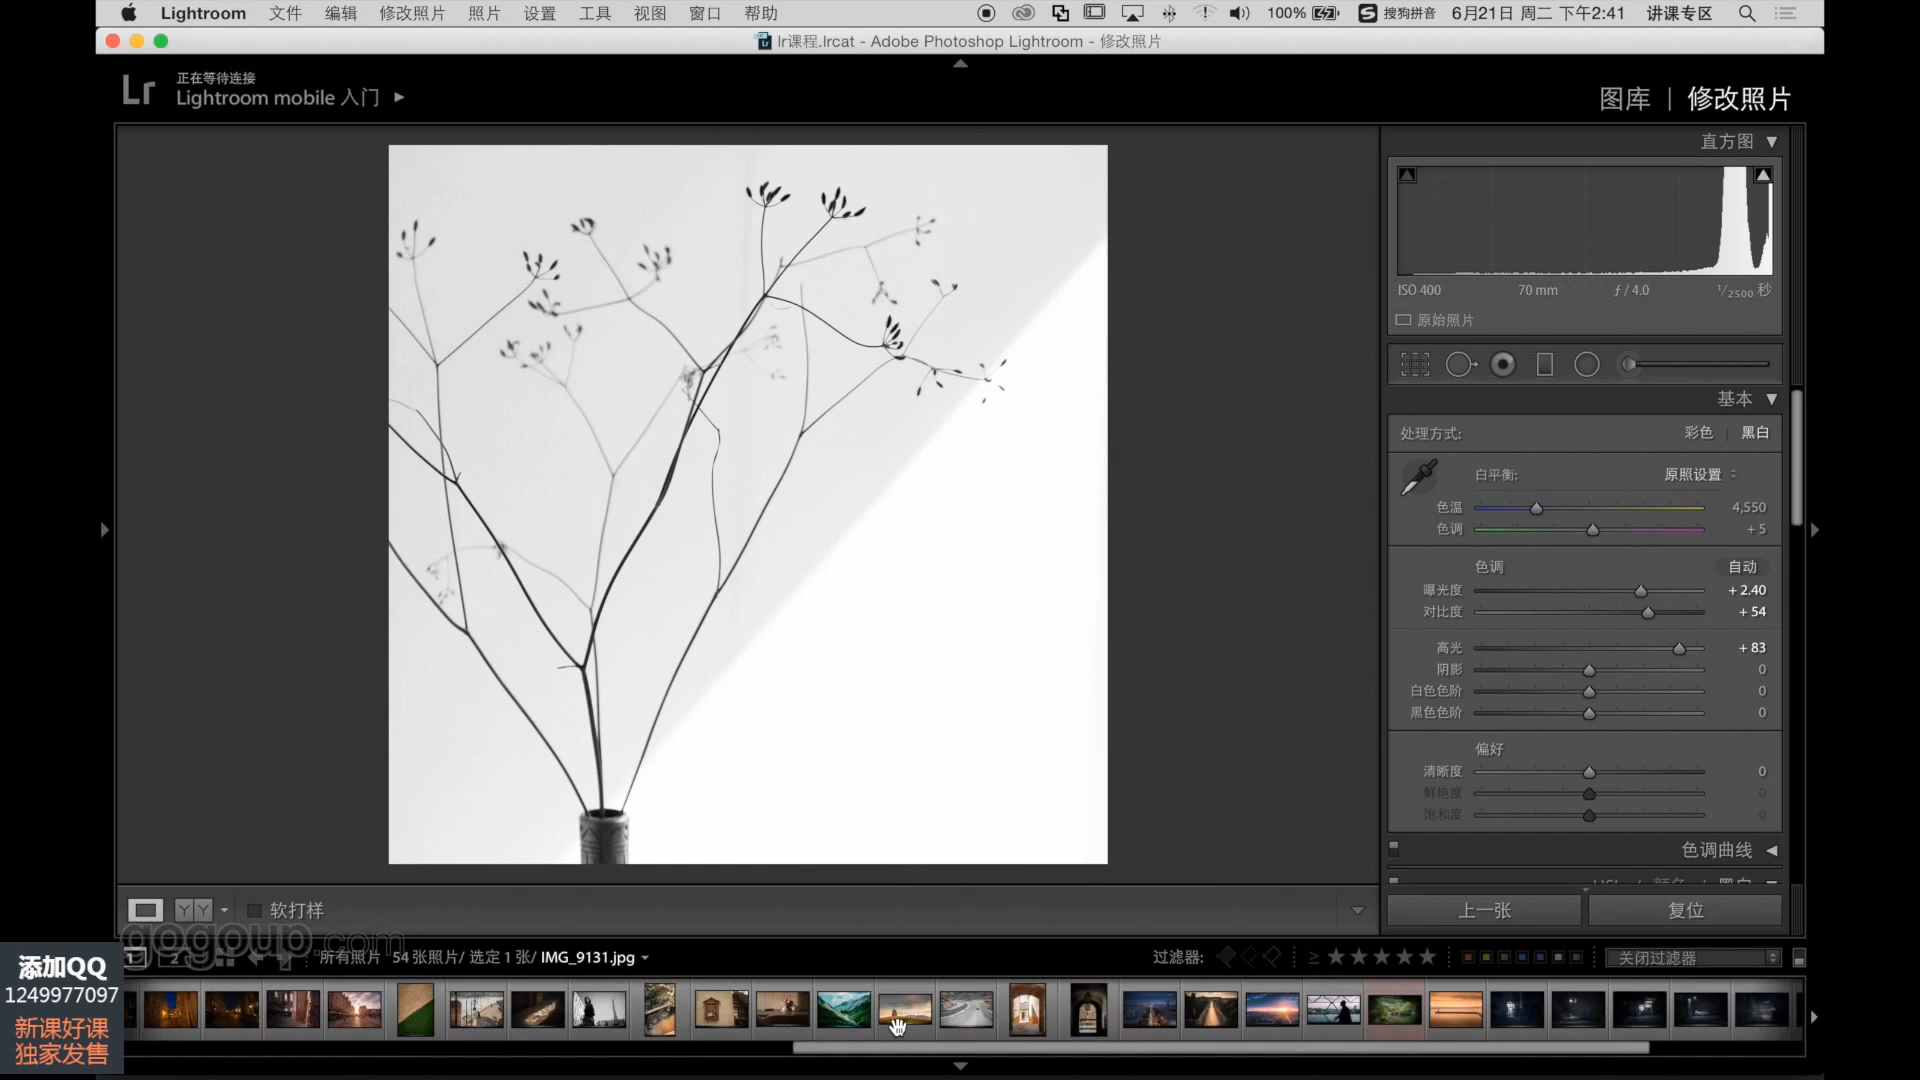 Lightroom 文件 编辑 修改照片 照片 设置 工具 视图 窗口 帮助 100% 搜狗拼音 6月21日 周二 下午2:41 讲课专区
lr课程.lrcat - Adobe Photoshop Lightroom - 修改照片
Lr
正在等待连接
Lightroom mobile 入门
图库 | 修改照片
直方图
ISO 400 70 mm f / 4.0 1/2500 秒
原始照片
基本
处理方式: 彩色 黑白
白平衡: 原照设置
色温 4,550
色调 + 5
色调 自动
曝光度 + 2.40
对比度 + 54
高光 + 83
阴影 0
白色色阶 0
黑色色阶 0
偏好
清晰度 0
鲜艳度 0
饱和度 0
色调曲线
上一张 复位
YY 软打样
gogoup.com
1 2 所有照片 54 张照片/ 选定 1 张/ IMG_9131.jpg
过滤器: ≥ ★★★★★ 关闭过滤器
添加QQ
1249977097
新课好课
独家发售